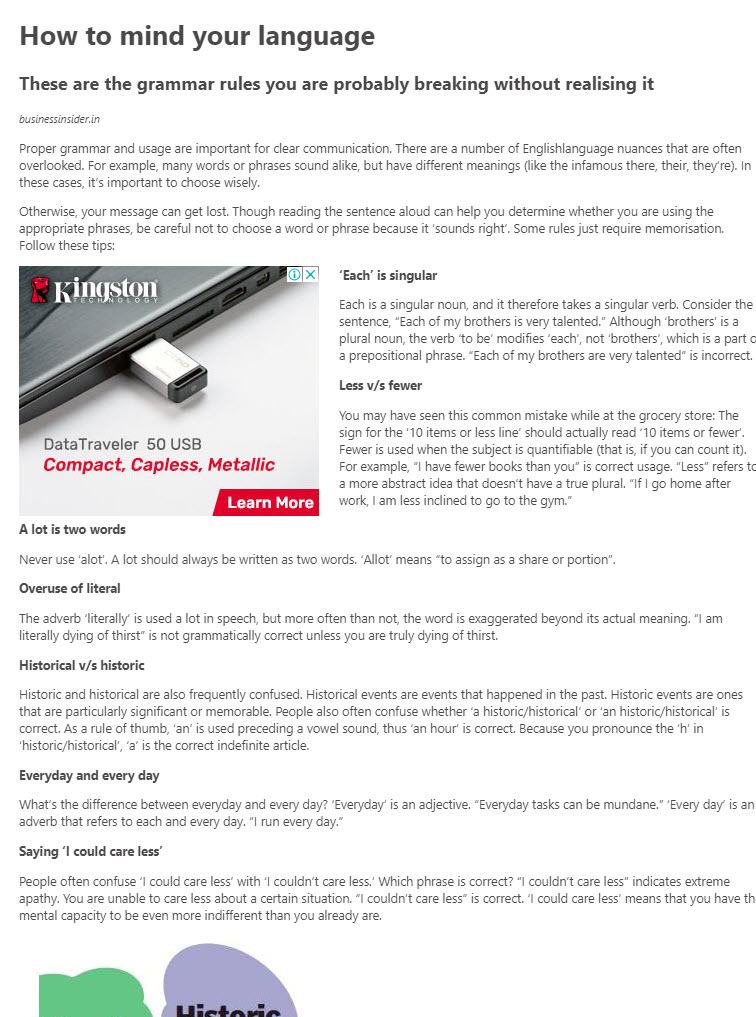 How to mind your language
These are the grammar rules you are probably breaking without realising it
businessinsider.in
Proper grammar and usage are important for clear communication. There are a number of Englishlanguage nuances that are often
overlooked. For example, many words or phrases sound alike, but have different meanings (like the infamous there, their, they’re). In
these cases, it’s important to choose wisely.
Otherwise, your message can get lost. Though reading the sentence aloud can help you determine whether you are using the
appropriate phrases, be careful not to choose a word or phrase because it ‘sounds right’. Some rules just require memorisation.
Follow these tips:
Kingston
TECHNOLOGY
DataTraveler 50 USB
Compact, Capless, Metallic
Learn More
‘Each’ is singular
Each is a singular noun, and it therefore takes a singular verb. Consider the
sentence, “Each of my brothers is very talented.” Although ‘brothers’ is a
plural noun, the verb ‘to be’ modifies ‘each’, not ‘brothers’, which is a part o
a prepositional phrase. “Each of my brothers are very talented” is incorrect.
Less v/s fewer
You may have seen this common mistake while at the grocery store: The
sign for the ‘10 items or less line’ should actually read ‘10 items or fewer’.
Fewer is used when the subject is quantifiable (that is, if you can count it).
For example, “I have fewer books than you” is correct usage. “Less” refers to
a more abstract idea that doesn’t have a true plural. “If I go home after
work, I am less inclined to go to the gym.”
A lot is two words
Never use ‘alot’. A lot should always be written as two words. ‘Allot’ means “to assign as a share or portion”.
Overuse of literal
The adverb ‘literally’ is used a lot in speech, but more often than not, the word is exaggerated beyond its actual meaning. “I am
literally dying of thirst” is not grammatically correct unless you are truly dying of thirst.
Historical v/s historic
Historic and historical are also frequently confused. Historical events are events that happened in the past. Historic events are ones
that are particularly significant or memorable. People also often confuse whether ‘a historic/historical’ or ‘an historic/historical’ is
correct. As a rule of thumb, ‘an’ is used preceding a vowel sound, thus ‘an hour’ is correct. Because you pronounce the ‘h’ in
‘historic/historical’, ‘a’ is the correct indefinite article.
Everyday and every day
What’s the difference between everyday and every day? ‘Everyday’ is an adjective. “Everyday tasks can be mundane.” ‘Every day’ is an
adverb that refers to each and every day. “I run every day.”
Saying ‘I could care less’
People often confuse ‘I could care less’ with ‘I couldn’t care less.’ Which phrase is correct? “I couldn’t care less” indicates extreme
apathy. You are unable to care less about a certain situation. “I couldn’t care less” is correct. ‘I could care less’ means that you have th
mental capacity to be even more indifferent than you already are.
Historic